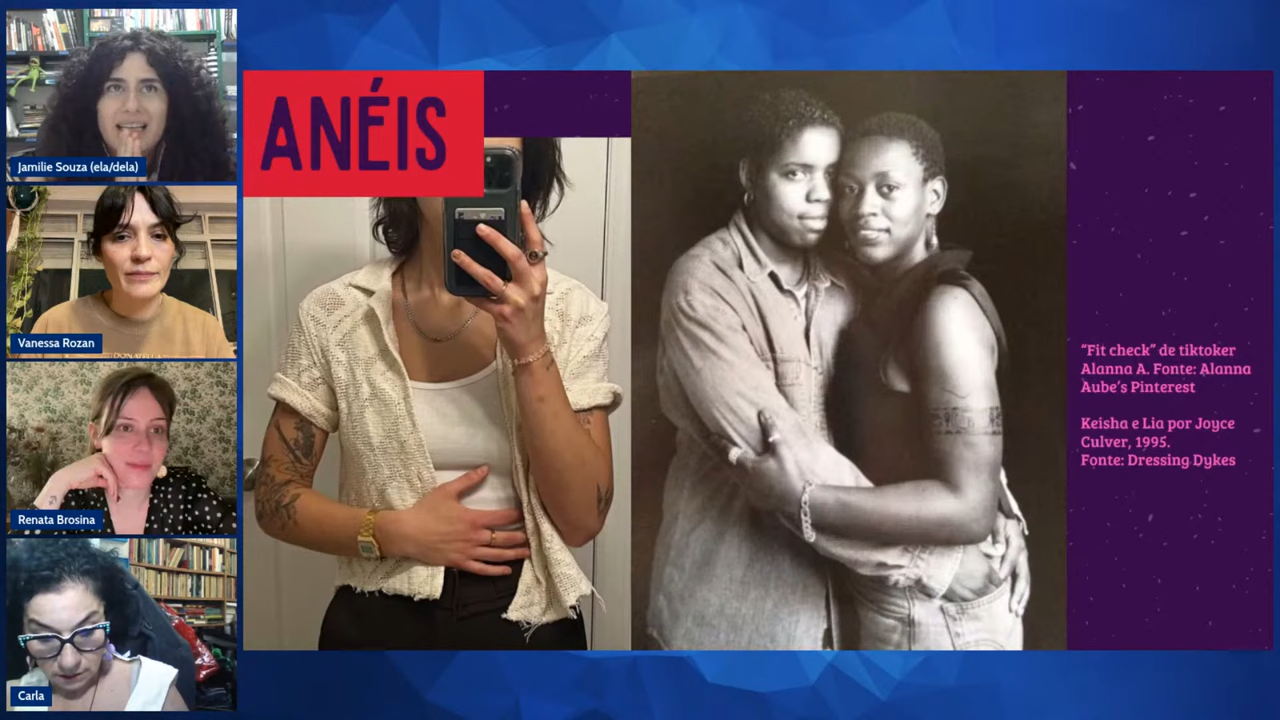 Jamilie Souza (ela/dela)
Vanessa Rozan
Renata Brosina
Carla
ANÉIS
“Fit check” de tiktoker
Alanna A. Fonte: Alanna
Aube’s Pinterest
Keisha e Lia por Joyce
Culver, 1995.
Fonte: Dressing Dykes